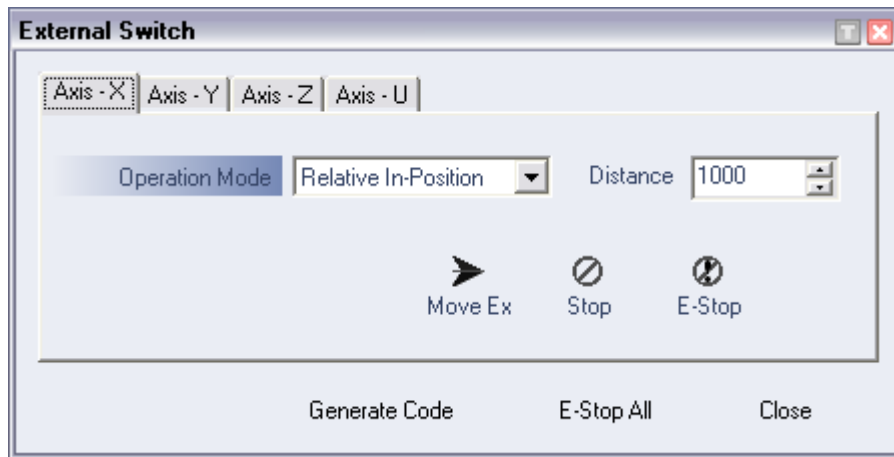 External Switch
Axis - X Axis - Y Axis - Z Axis - U
Operation Mode Relative In-Position Distance 1000
Move Ex Stop E-Stop
Generate Code E-Stop All Close